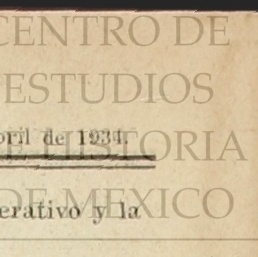 CENTRO DE
ESTUDIOS
bril de 1934.
DE HISTORIA
DE MEXICO
erativo y la